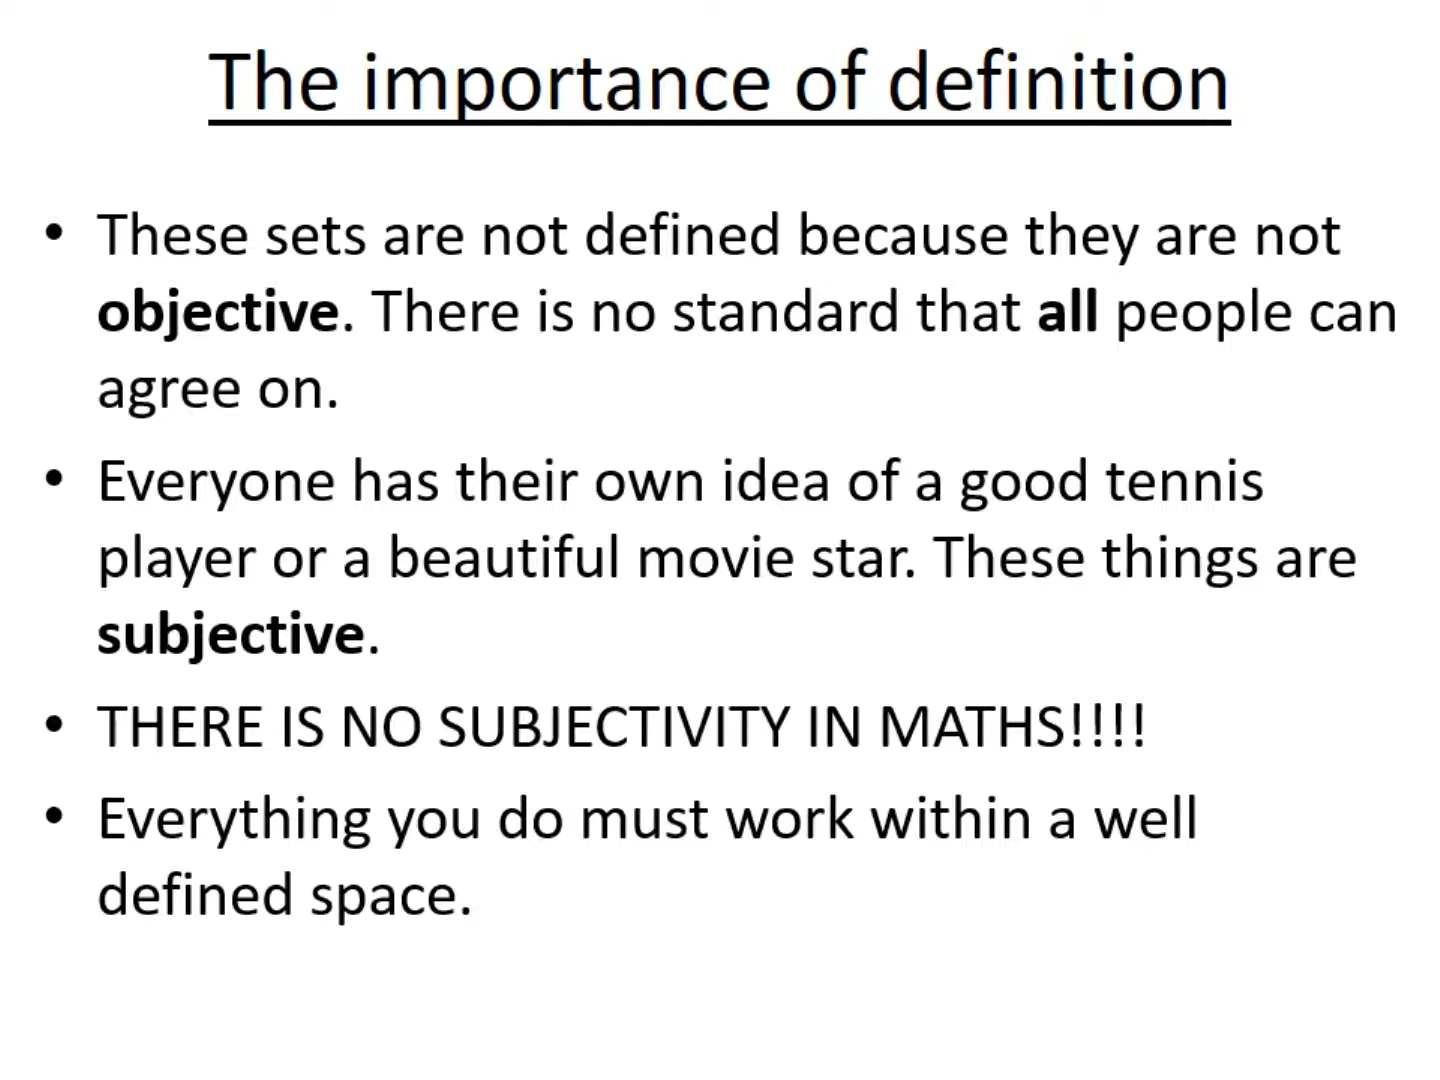 The importance of definition
• These sets are not defined because they are not
objective. There is no standard that all people can
agree on.
• Everyone has their own idea of a good tennis
player or a beautiful movie star. These things are
subjective.
• THERE IS NO SUBJECTIVITY IN MATHS!!!!
• Everything you do must work within a well
defined space.